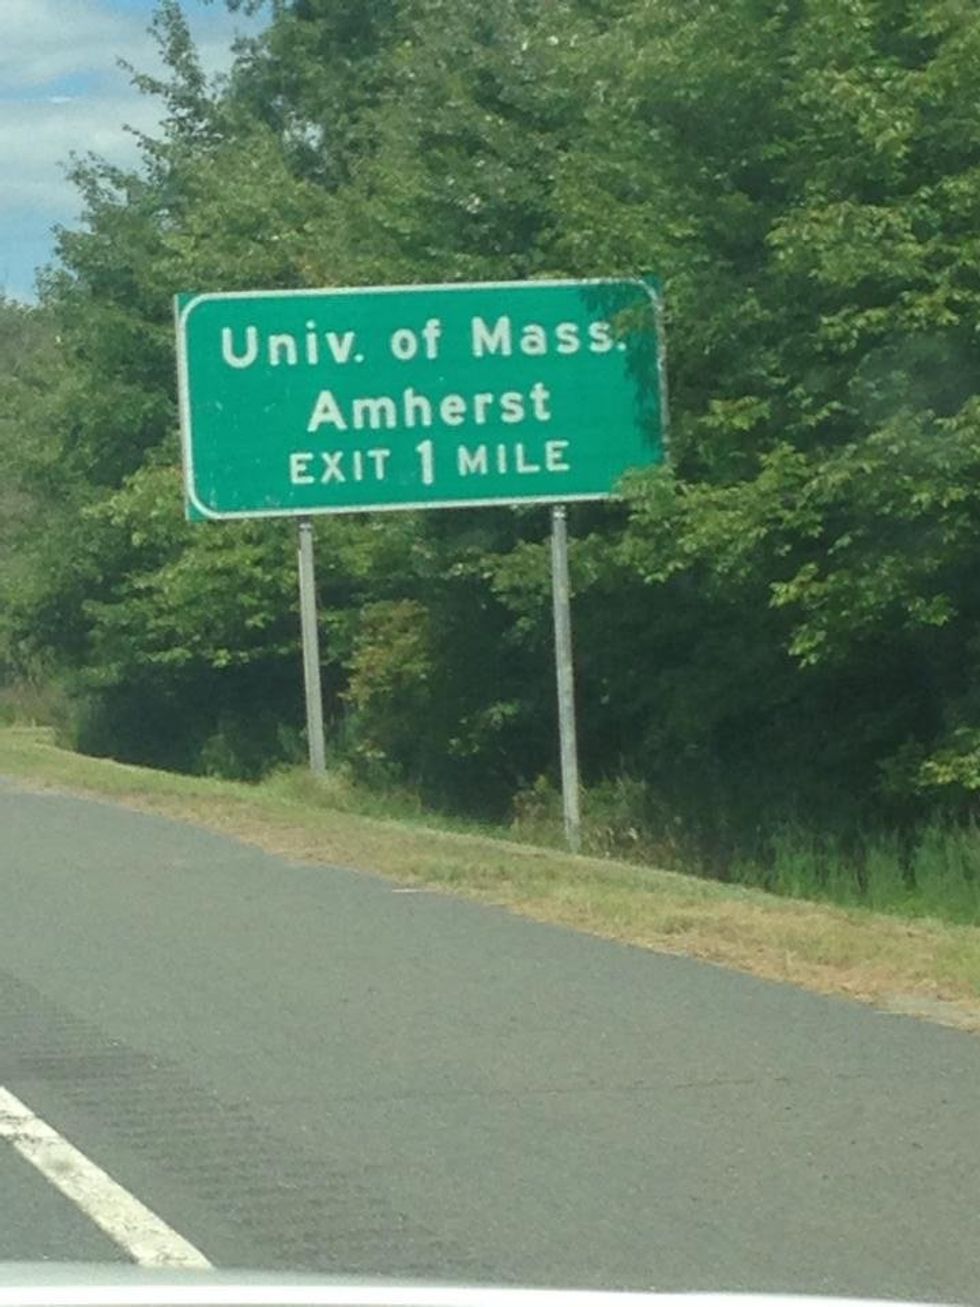 Univ. of Mass.
Amherst
EXIT 1 MILE